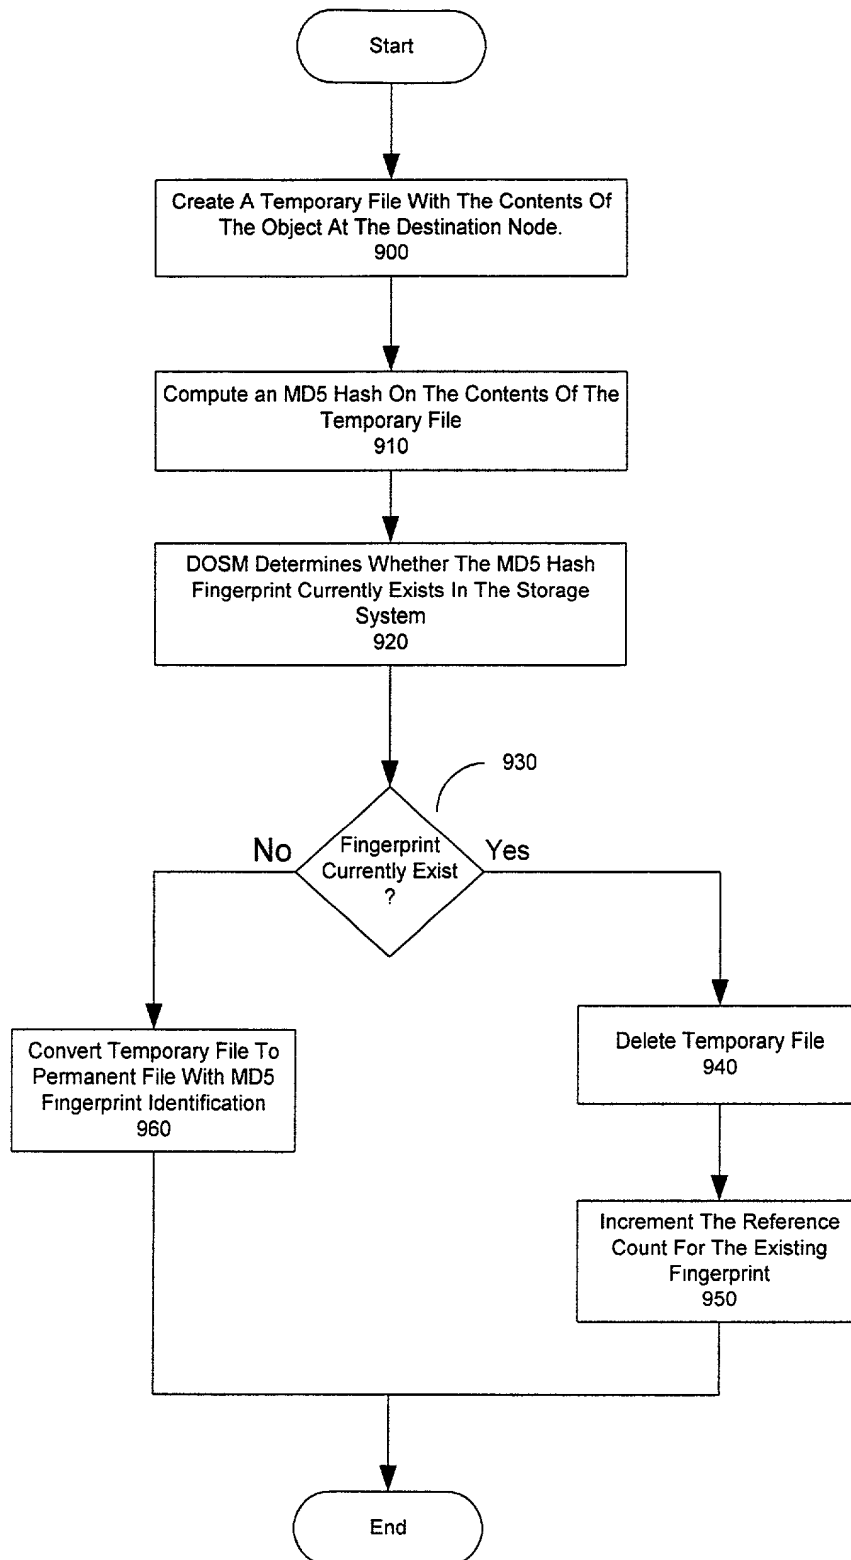 Start
Create A Temporary File With The Contents Of
The Object At The Destination Node.
900
Compute an MD5 Hash On The Contents Of The
Temporary File
910
DOSM Determines Whether The MD5 Hash
Fingerprint Currently Exists In The Storage
System
920
930
No
Fingerprint
Currently Exist
?
Yes
Convert Temporary File To
Permanent File With MD5
Fingerprint Identification
960
Delete Temporary File
940
Increment The Reference
Count For The Existing
Fingerprint
950
End